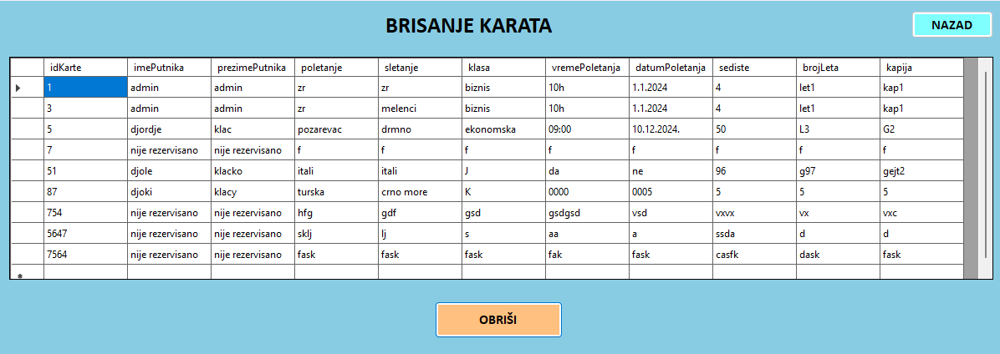 BRISANJE KARATA
NAZAD
idKarte imePutnika prezimePutnika poletanje sletanje klasa vremePoletanja datumPoletanja sediste brojLeta kapija
1 admin admin zr zr biznis 10h 1.1.2024 4 let1 kap1
3 admin admin zr melenci biznis 10h 1.1.2024 4 let1 kap1
5 djordje klac pozarevac drmno ekonomska 09:00 10.12.2024. 50 L3 G2
7 nije rezervisano nije rezervisano f f f f f f f f
51 djole klacko itali itali J da ne 96 g97 gejt2
87 djoki klacy turska crno more K 0000 0005 5 5 5
754 nije rezervisano nije rezervisano hfg gdf gsd gsdgsd vsd vxvx vx vxc
5647 nije rezervisano nije rezervisano sklj lj s aa a ssda d d
7564 nije rezervisano nije rezervisano fask fask fask fak fask casfk dask fask
OBRIŠI